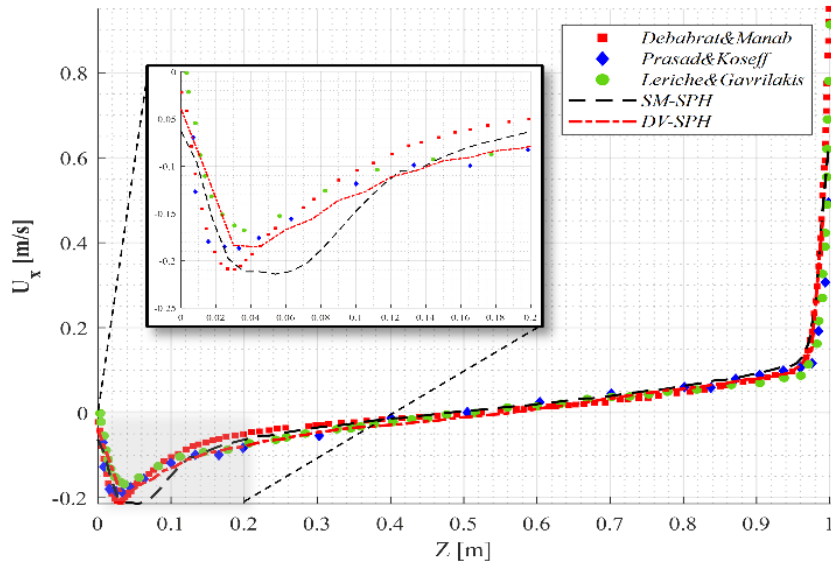 Debabrat&Manab
Prasad&Koseff
Leriche&Gavrilakis
SM-SPH
DV-SPH
0.8
0.6
0.4
0.2
0
-0.2
U_x [m/s]
0
0.05
-0.1
-0.15
-0.2
-0.25
0 0.02 0.04 0.06 0.08 0.1 0.12 0.14 0.16 0.18 0.2
0 0.1 0.2 0.3 0.4 0.5 0.6 0.7 0.8 0.9 1
Z [m]